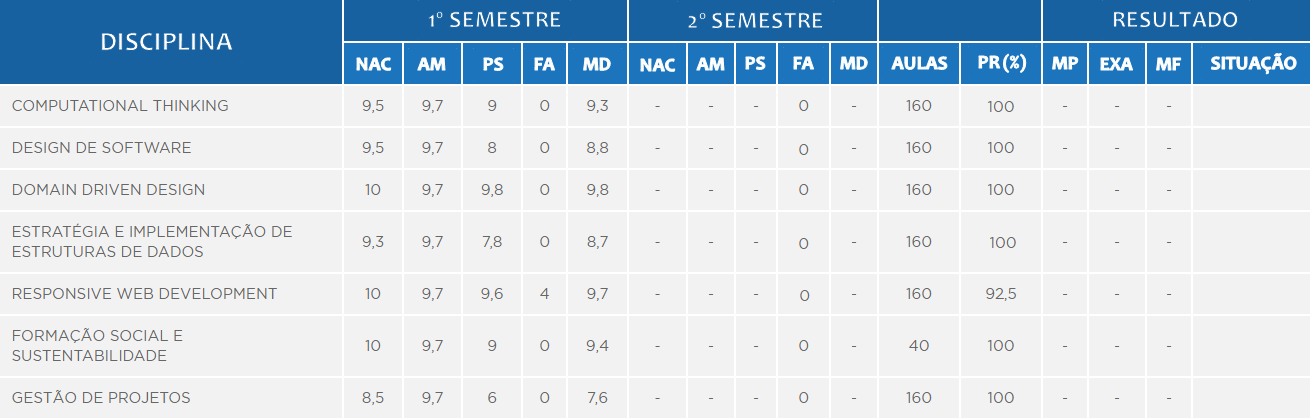 DISCIPLINA 1º SEMESTRE 2º SEMESTRE RESULTADO
NAC AM PS FA MD NAC AM PS FA MD AULAS PR (%) MP EXA MF SITUAÇÃO
COMPUTATIONAL THINKING 9,5 9,7 9 0 9,3 - - - 0 - 160 100 - - -
DESIGN DE SOFTWARE 9,5 9,7 8 0 8,8 - - - 0 - 160 100 - - -
DOMAIN DRIVEN DESIGN 10 9,7 9,8 0 9,8 - - - 0 - 160 100 - - -
ESTRATÉGIA E IMPLEMENTAÇÃO DE
ESTRUTURAS DE DADOS 9,3 9,7 7,8 0 8,7 - - - 0 - 160 100 - - -
RESPONSIVE WEB DEVELOPMENT 10 9,7 9,6 4 9,7 - - - 0 - 160 92,5 - - -
FORMAÇÃO SOCIAL E
SUSTENTABILIDADE 10 9,7 9 0 9,4 - - - 0 - 40 100 - - -
GESTÃO DE PROJETOS 8,5 9,7 6 0 7,6 - - - 0 - 160 100 - - -